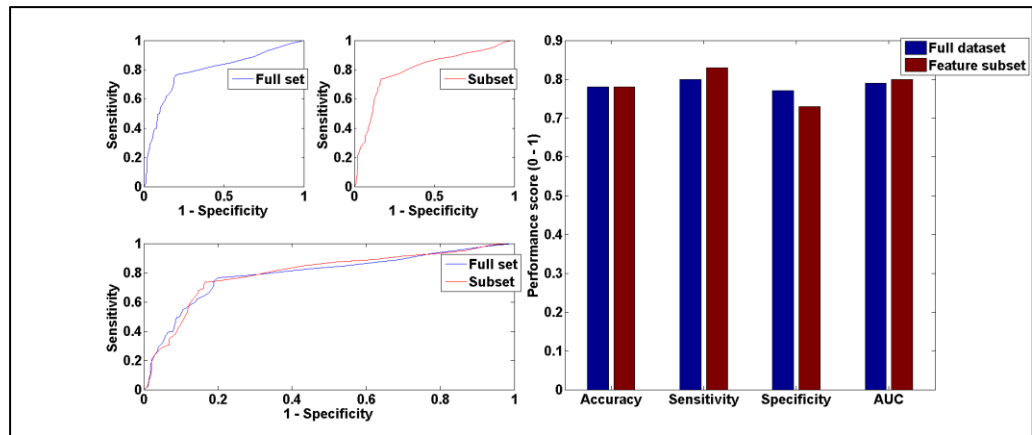 1
0.8
0.6
0.4
0.2
0
Sensitivity
0 0.5 1
1 - Specificity
Full set
1
0.8
0.6
0.4
0.2
0
Sensitivity
0 0.5 1
1 - Specificity
Subset
1
0.8
0.6
0.4
0.2
0
Sensitivity
0 0.2 0.4 0.6 0.8 1
1 - Specificity
Full set
Subset
0.9
0.8
0.7
0.6
0.5
0.4
0.3
0.2
0.1
0
Performance score (0 - 1)
Accuracy Sensitivity Specificity AUC
Full dataset
Feature subset